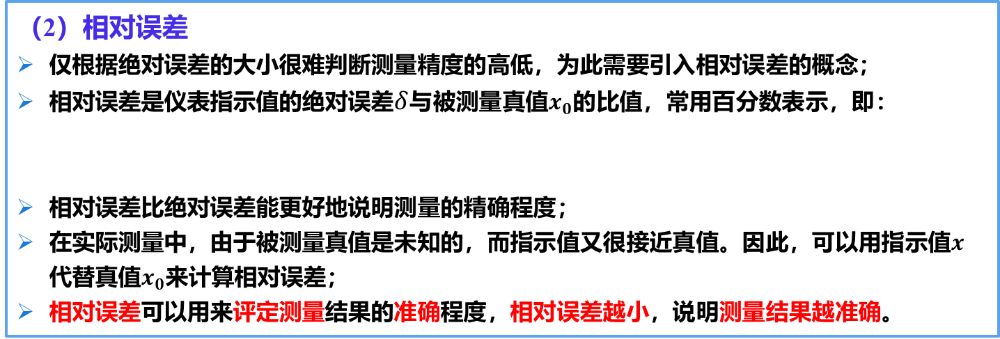 （2）相对误差
➢ 仅根据绝对误差的大小很难判断测量精度的高低，为此需要引入相对误差的概念；
➢ 相对误差是仪表指示值的绝对误差δ与被测量真值x₀的比值，常用百分数表示，即：
➢ 相对误差比绝对误差能更好地说明测量的精确程度；
➢ 在实际测量中，由于被测量真值是未知的，而指示值又很接近真值。因此，可以用指示值x
代替真值x₀来计算相对误差；
➢ 相对误差可以用来评定测量结果的准确程度，相对误差越小，说明测量结果越准确。